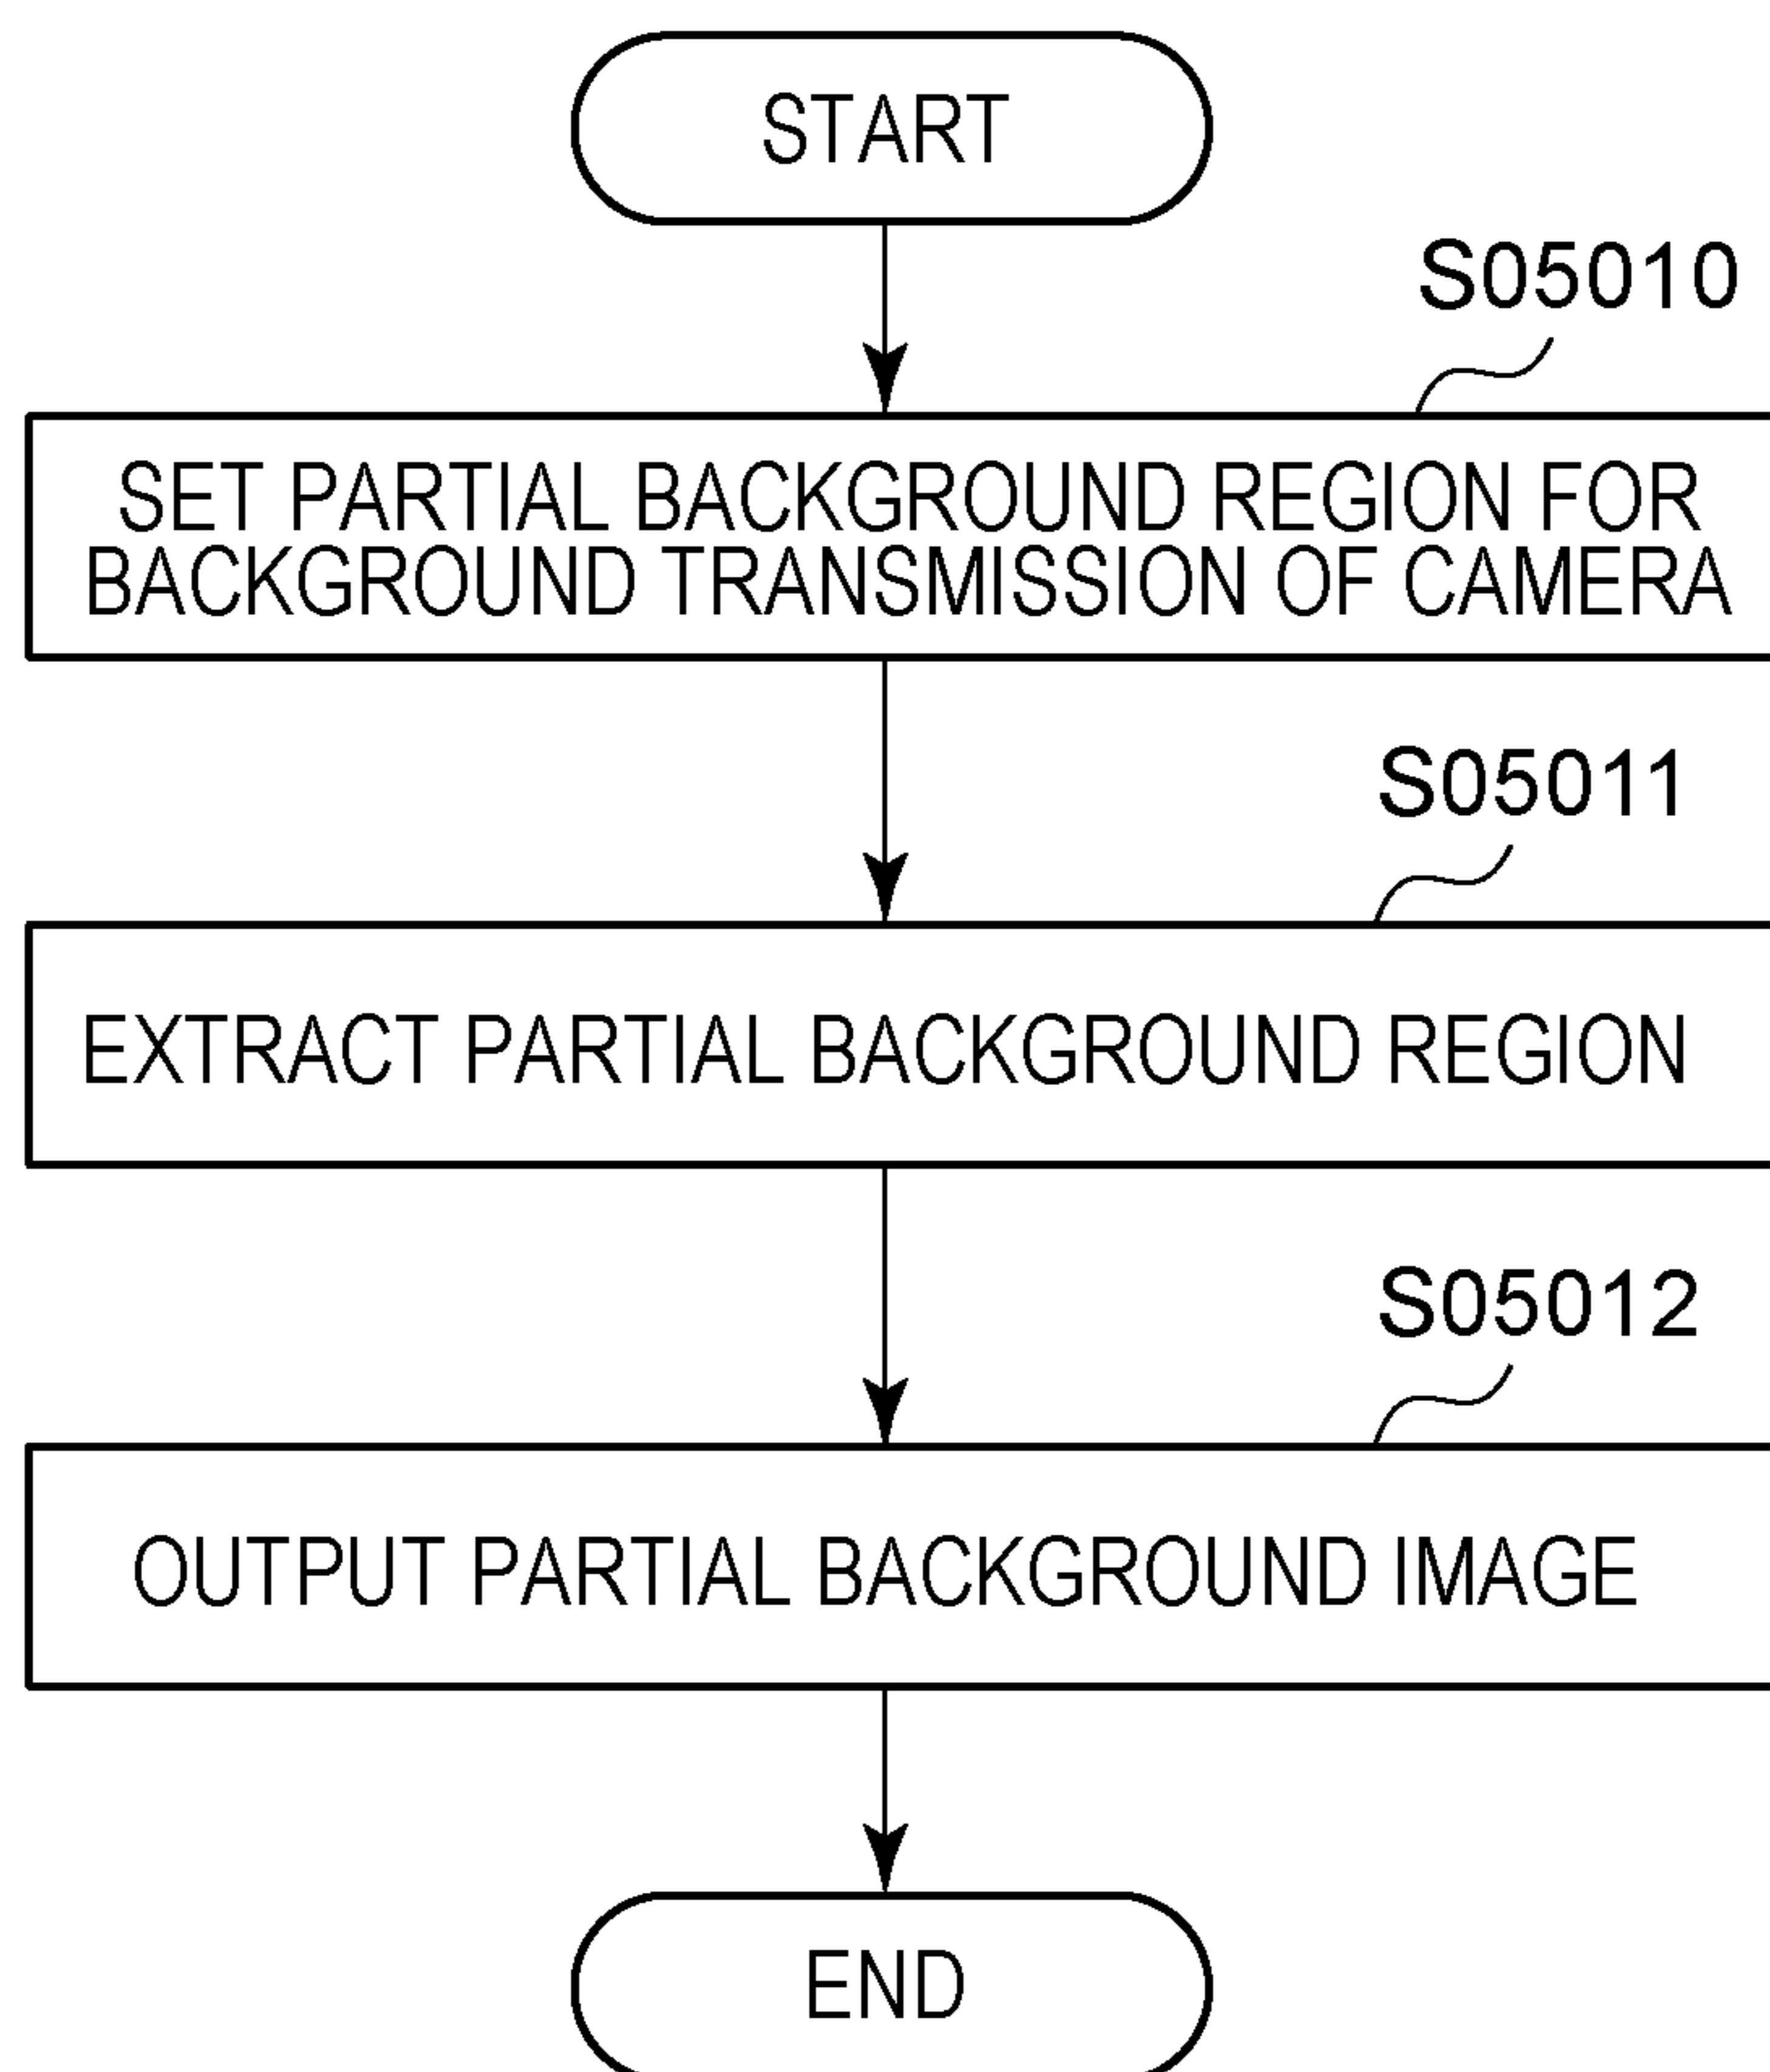 START
S05010
SET PARTIAL BACKGROUND REGION FOR
BACKGROUND TRANSMISSION OF CAMERA
S05011
EXTRACT PARTIAL BACKGROUND REGION
S05012
OUTPUT PARTIAL BACKGROUND IMAGE
END